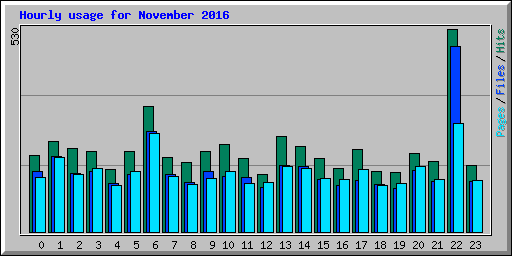 Hourly usage for November 2016
530
Pages/Files/Hits
0 1 2 3 4 5 6 7 8 9 10 11 12 13 14 15 16 17 18 19 20 21 22 23